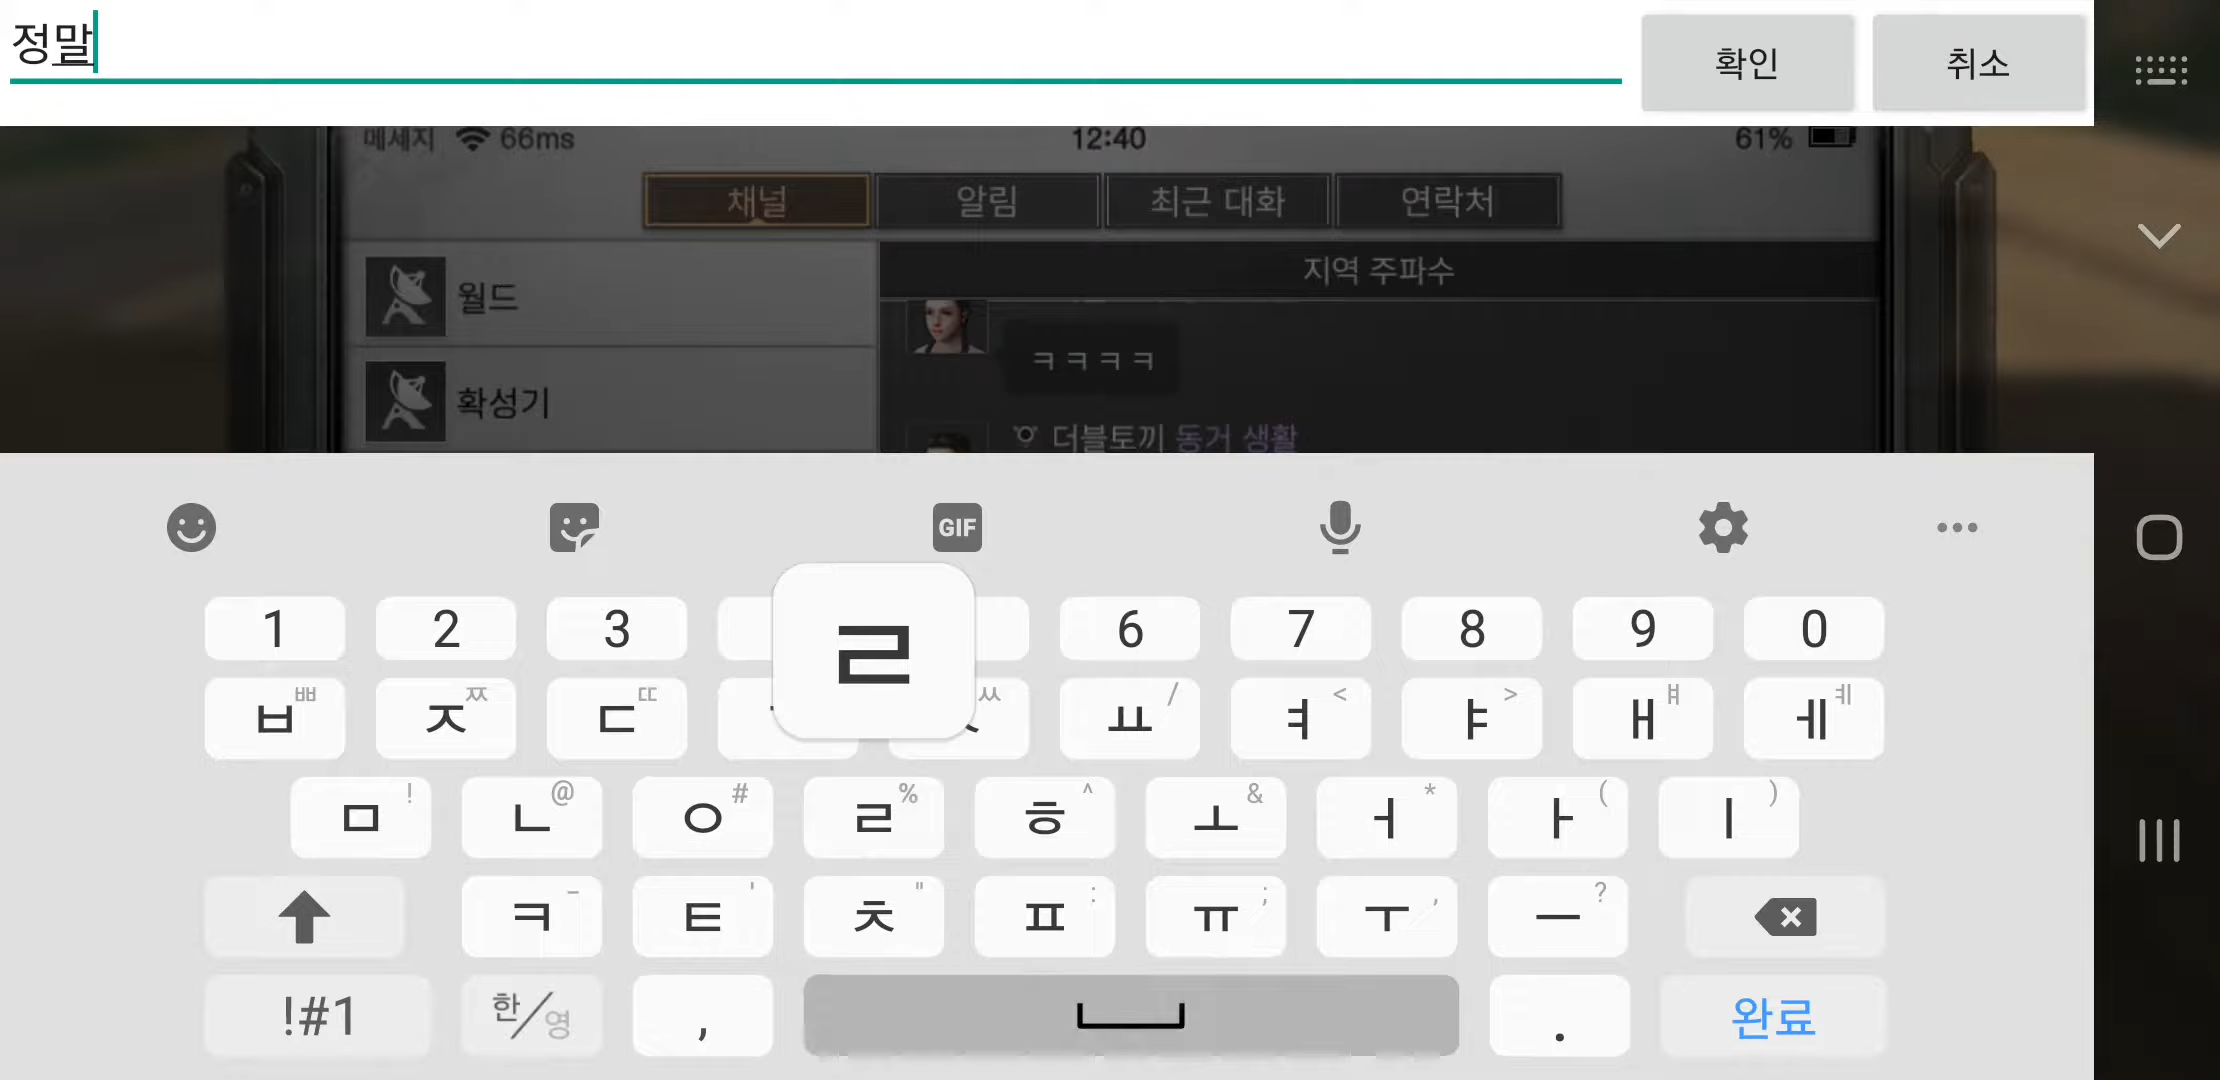 정말
확인
취소
메세지 66ms
12:40
61%
채널
알림
최근 대화
연락처
월드
지역 주파수
확성기
ㅋㅋㅋㅋ
더블토끼 동거 생활
GIF
ㄹ
1 2 3 6 7 8 9 0
ㅂ ㅃ ㅈ ㅉ ㄷ ㄸ ㅆ ㅛ / ㅕ < ㅑ > ㅐ ㅒ ㅔ ㅖ
ㅁ ! ㄴ @ ㅇ # ㄹ % ㅎ ^ ㅗ & ㅓ * ㅏ ( ㅣ )
ㅋ - ㅌ ' ㅊ " ㅍ : ㅠ ; ㅜ , ㅡ ?
!#1 한/영 , . 완료